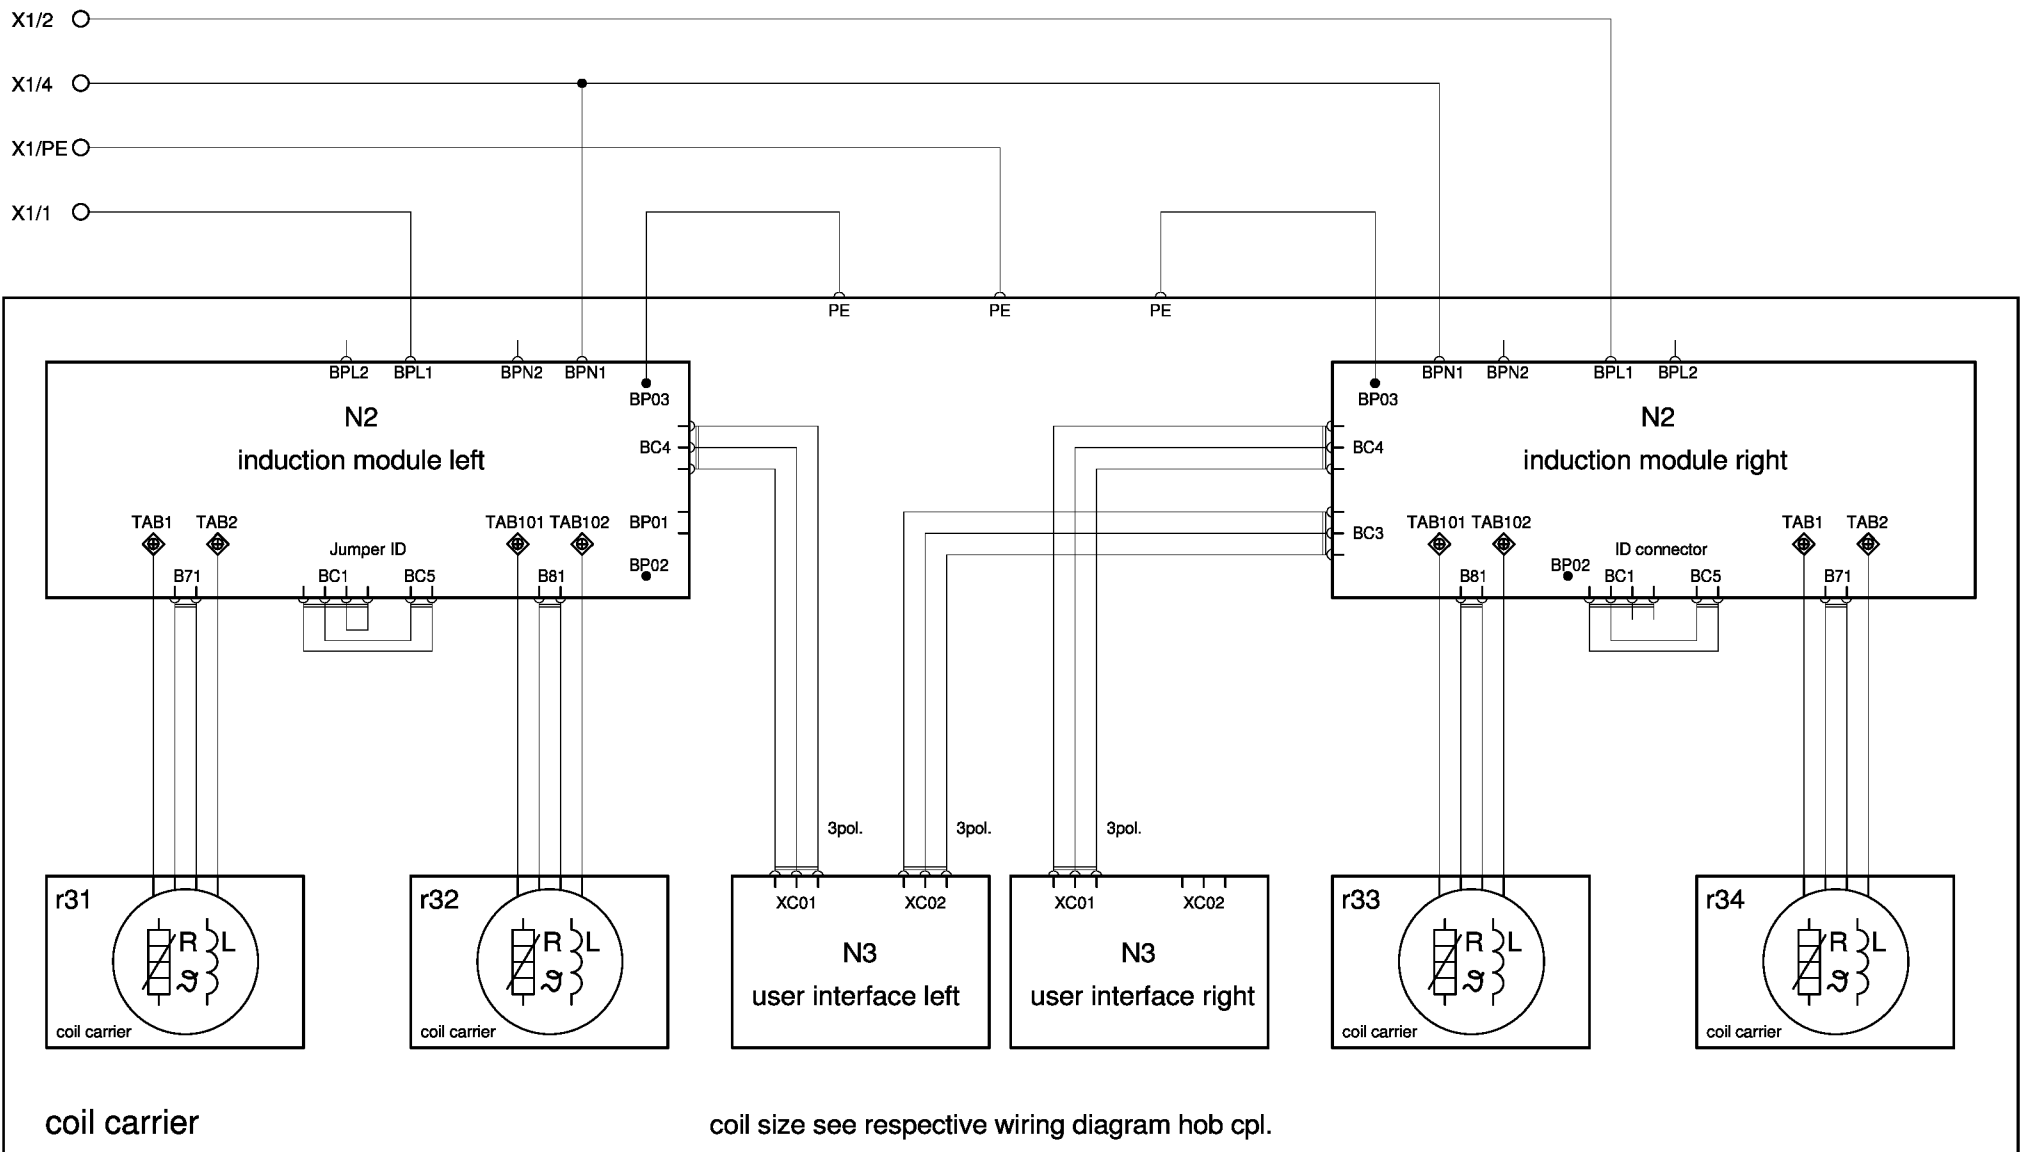 X1/2
X1/4
X1/PE
X1/1
PE PE PE
BPL2 BPL1 BPN2 BPN1
BP03
N2
induction module left
BC4
TAB1 TAB2
Jumper ID
TAB101 TAB102
BP01
BP02
B71 BC1 BC5 B81
BPN1 BPN2 BPL1 BPL2
BP03
N2
induction module right
BC4
BC3
TAB101 TAB102
ID connector
TAB1 TAB2
BP02
B81 BC1 BC5 B71
3pol. 3pol. 3pol.
r31
R L
ϑ
coil carrier
r32
R L
ϑ
coil carrier
XC01 XC02
N3
user interface left
XC01 XC02
N3
user interface right
r33
R L
ϑ
coil carrier
r34
R L
ϑ
coil carrier
coil carrier
coil size see respective wiring diagram hob cpl.